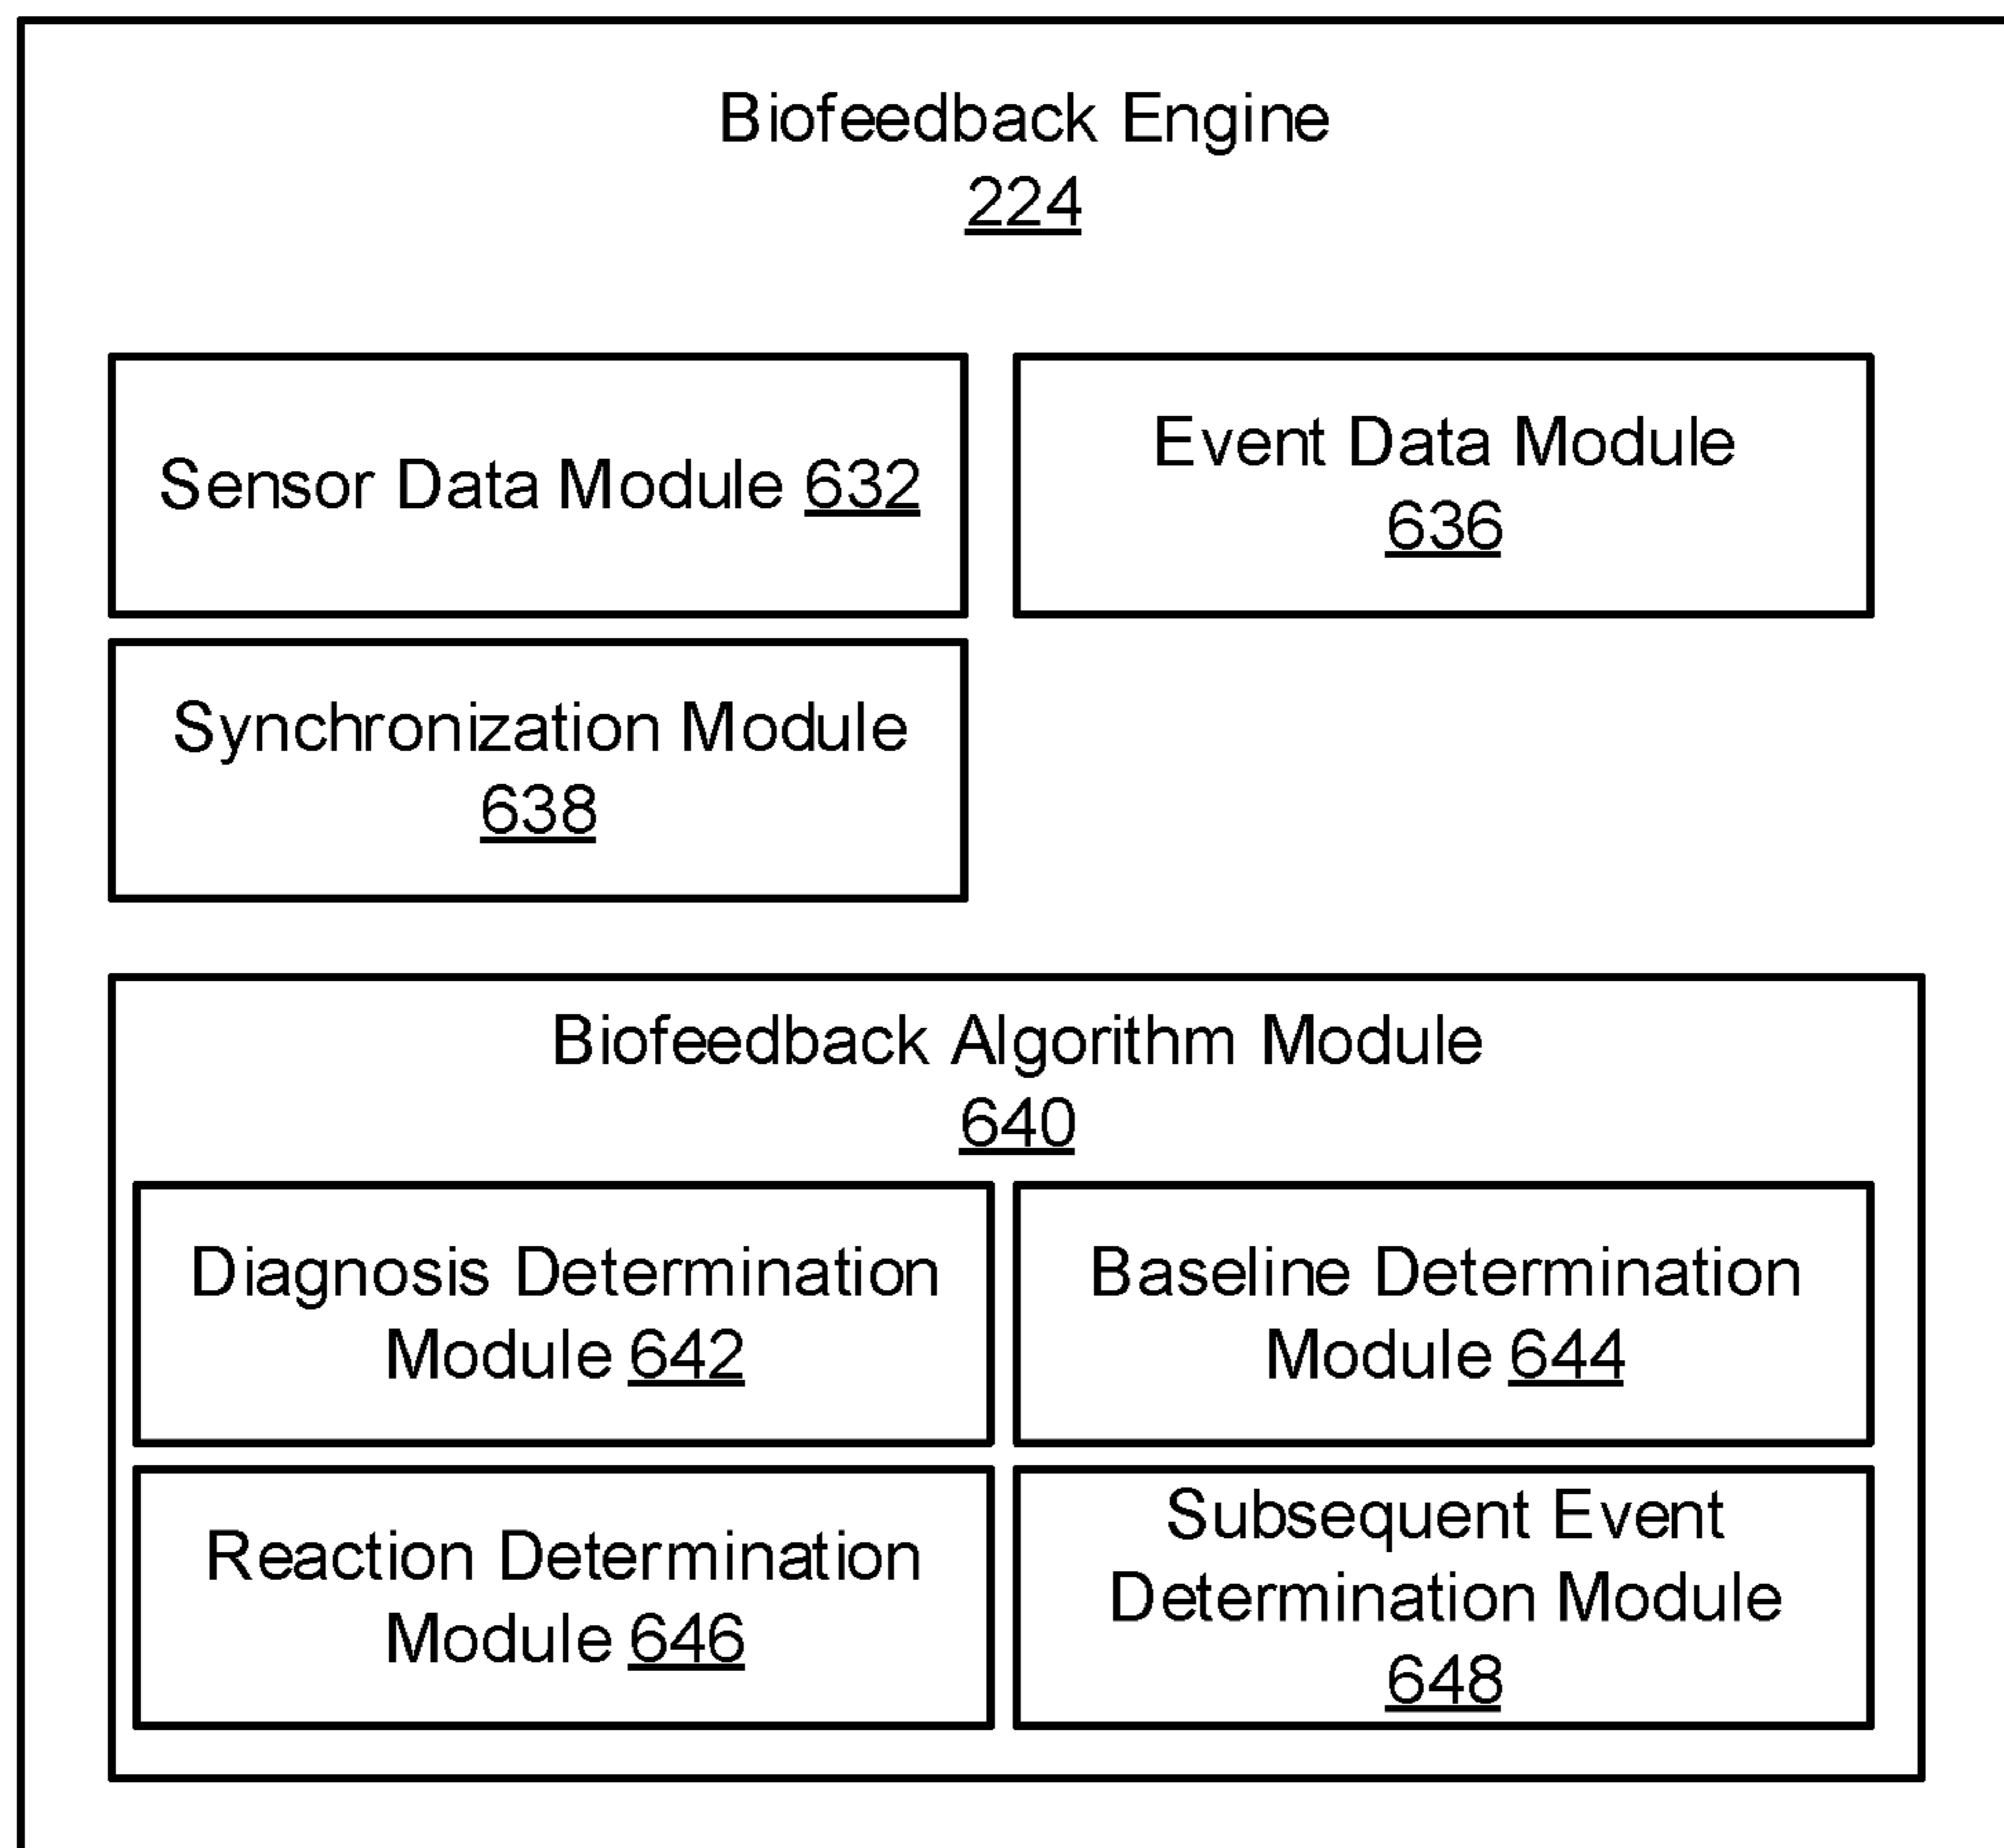 Biofeedback Engine
224
Sensor Data Module 632
Event Data Module
636
Synchronization Module
638
Biofeedback Algorithm Module
640
Diagnosis Determination
Module 642
Baseline Determination
Module 644
Reaction Determination
Module 646
Subsequent Event
Determination Module
648